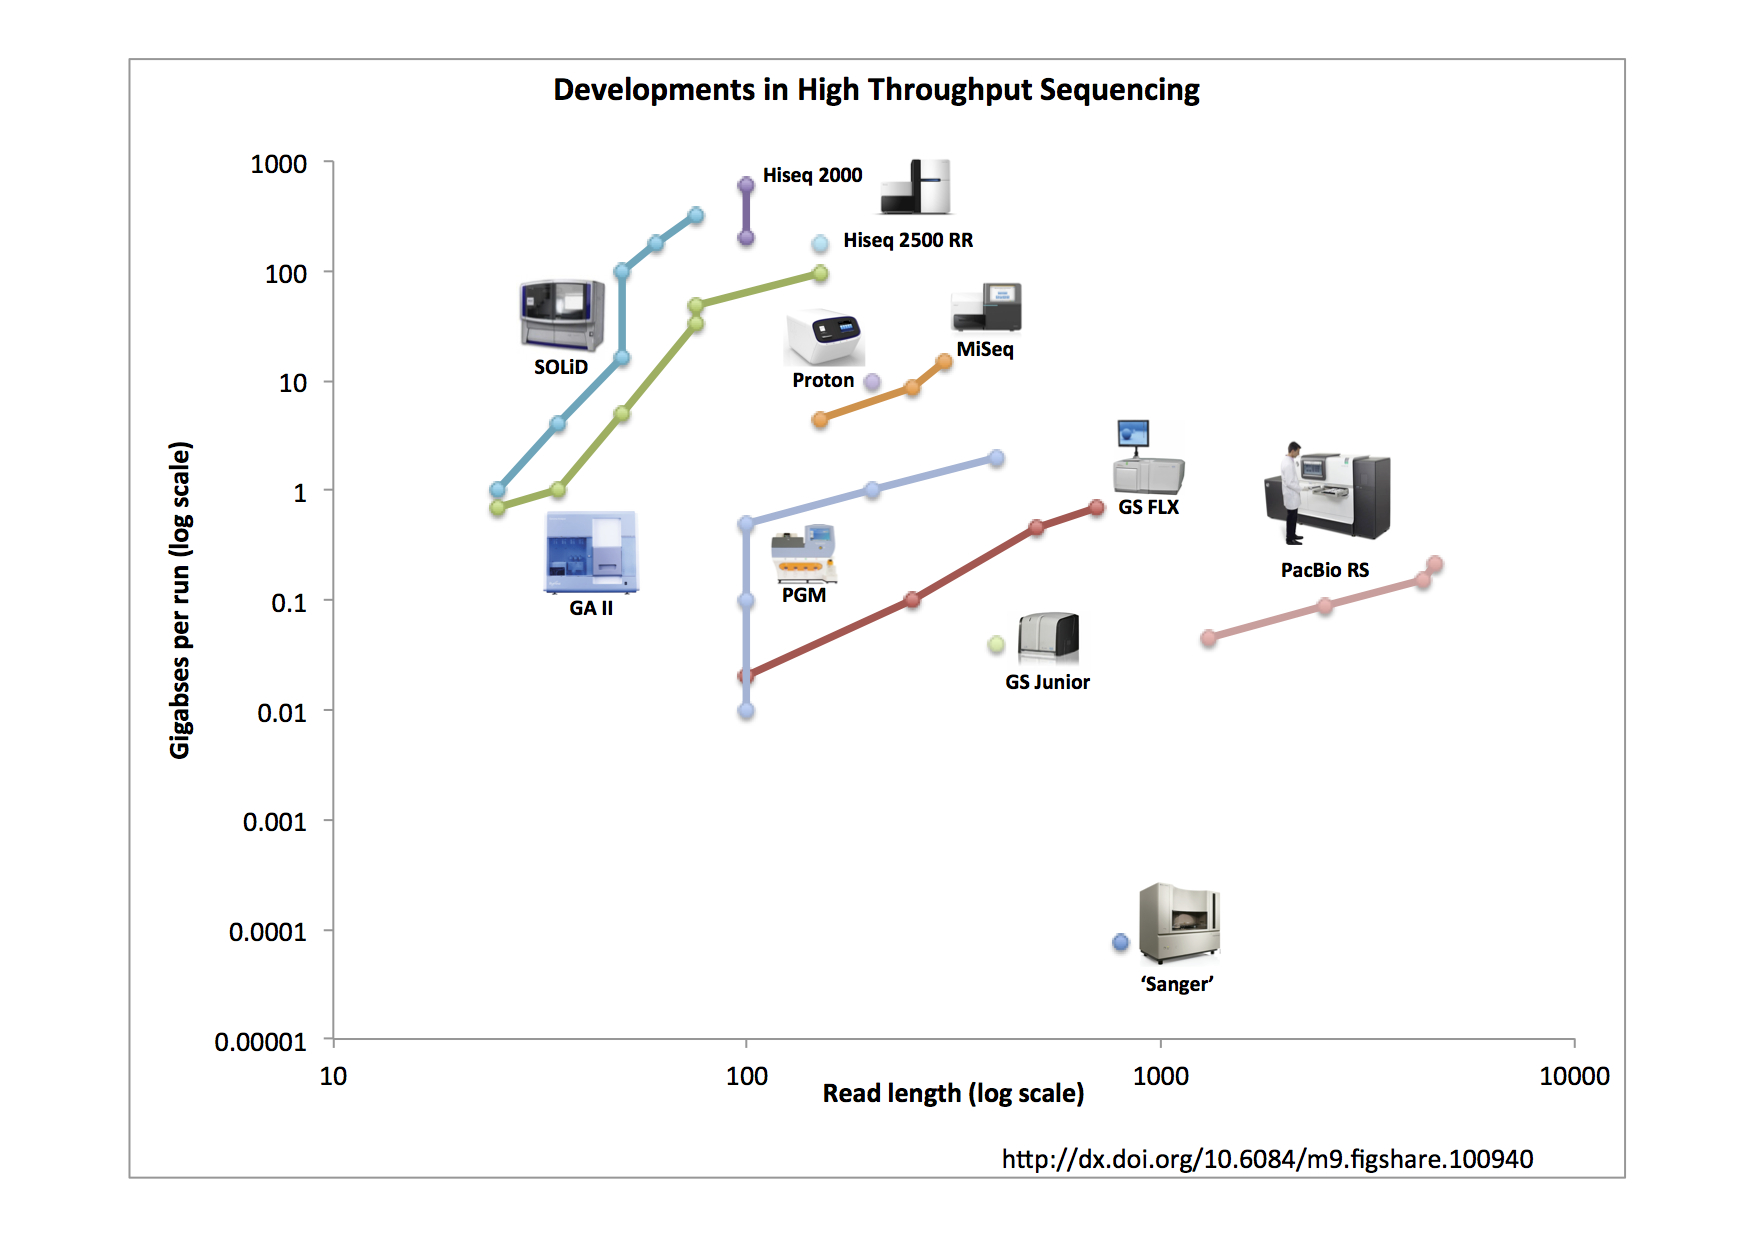 Developments in High Throughput Sequencing
1000
100
10
1
0.1
0.01
0.001
0.0001
0.00001
Gigabses per run (log scale)
Hiseq 2000
Hiseq 2500 RR
SOLiD
MiSeq
Proton
GS FLX
PacBio RS
GA II
PGM
GS Junior
‘Sanger’
10
100
1000
10000
Read length (log scale)
http://dx.doi.org/10.6084/m9.figshare.100940